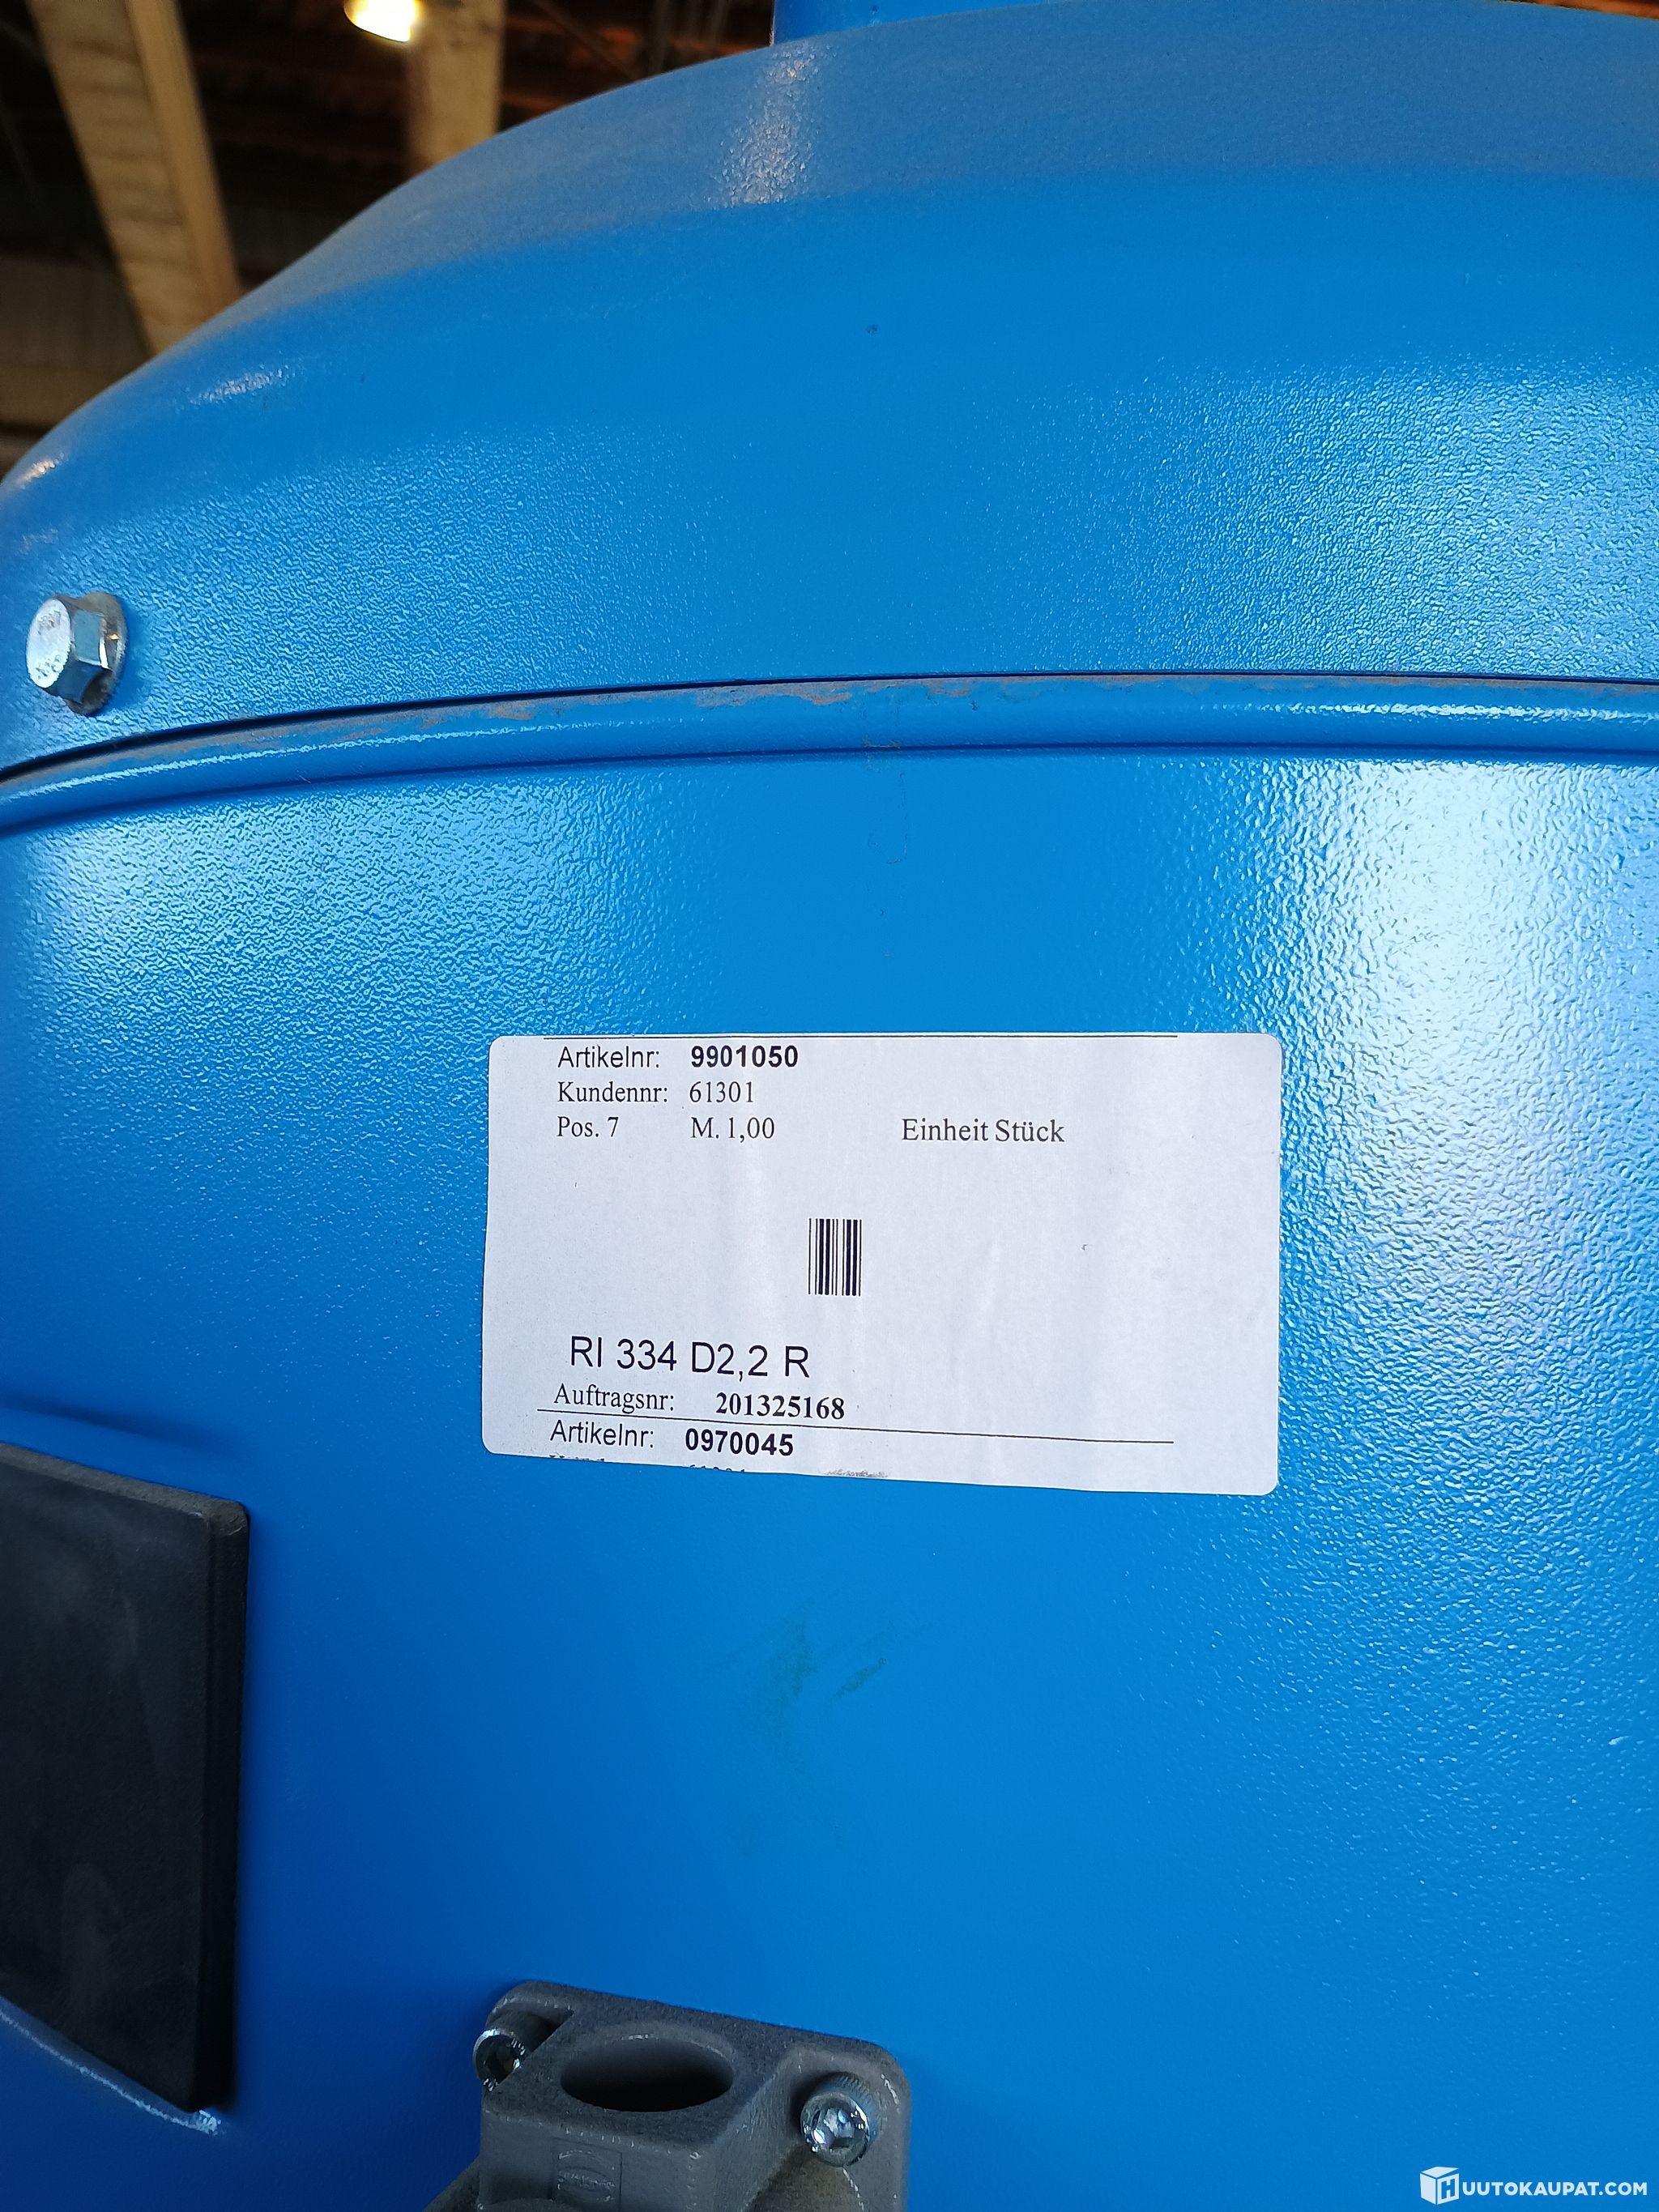 Artikelnr: 9901050
Kundennr: 61301
Pos. 7 M. 1,00 Einheit Stück
RI 334 D2,2 R
Auftragsnr: 201325168
Artikelnr: 0970045
HUUTOKAUPAT.COM